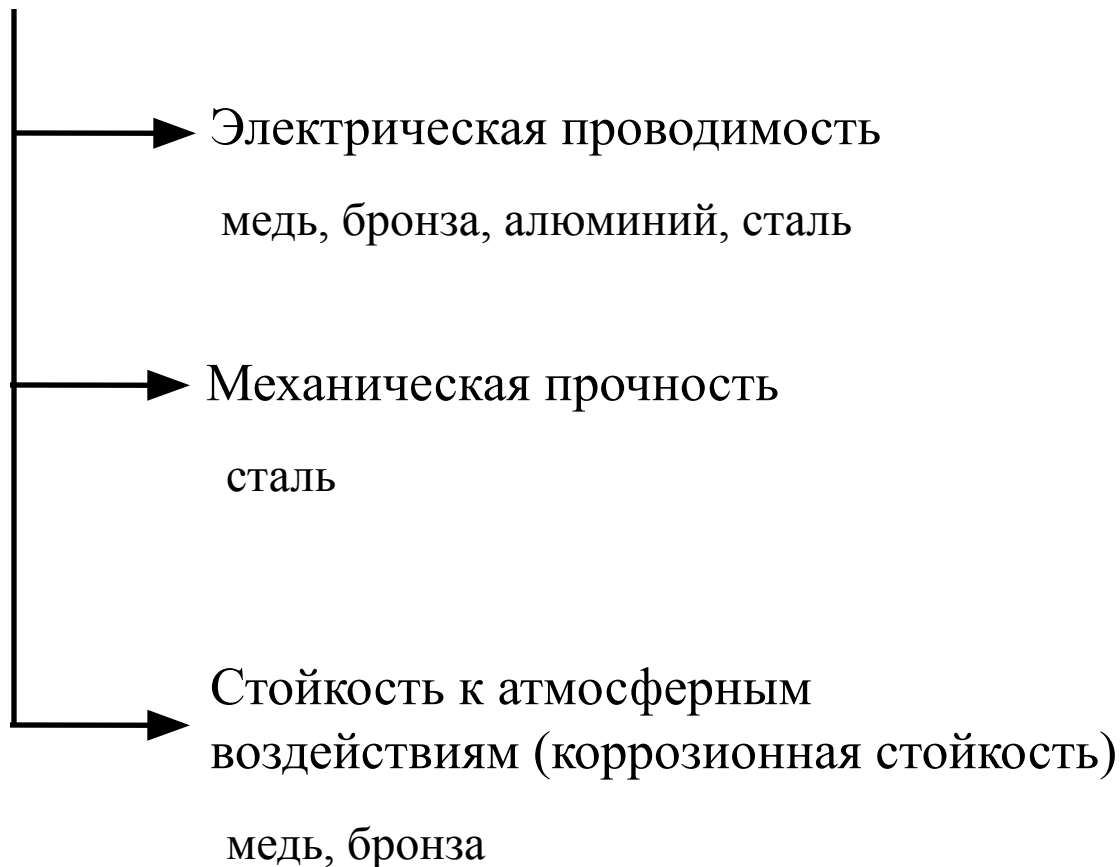 Электрическая проводимость
медь, бронза, алюминий, сталь
Механическая прочность
сталь
Стойкость к атмосферным
воздействиям (коррозионная стойкость)
медь, бронза